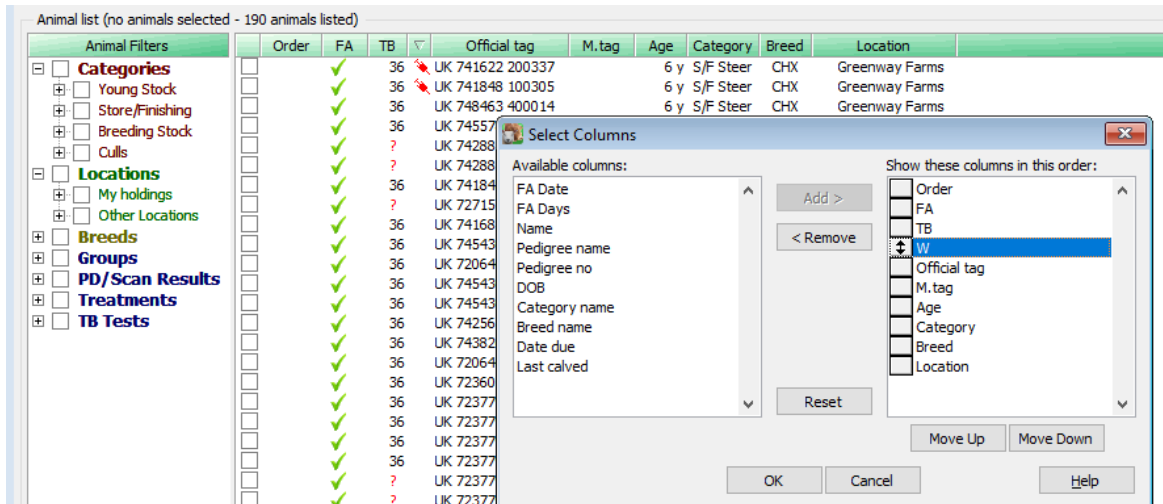 Animal list (no animals selected - 190 animals listed)
Animal Filters
Categories
Young Stock
Store/Finishing
Breeding Stock
Culls
Locations
My holdings
Other Locations
Breeds
Groups
PD/Scan Results
Treatments
TB Tests
Order FA TB Official tag M.tag Age Category Breed Location
36 UK 741622 200337 6 y S/F Steer CHX Greenway Farms
36 UK 741848 100305 6 y S/F Steer CHX Greenway Farms
36 UK 748463 400014 6 y S/F Steer CHX Greenway Farms
36 UK 74557
? UK 74288
? UK 74288
36 UK 74184
? UK 72715
36 UK 74168
36 UK 74543
36 UK 72064
36 UK 74543
36 UK 74543
36 UK 74256
36 UK 74382
36 UK 72064
36 UK 72360
36 UK 72377
36 UK 72377
36 UK 72377
36 UK 72377
? UK 72377
? UK 72377
Select Columns
Available columns:
FA Date
FA Days
Name
Pedigree name
Pedigree no
DOB
Category name
Breed name
Date due
Last calved
Add >
< Remove
Reset
Show these columns in this order:
Order
FA
TB
W
Official tag
M.tag
Age
Category
Breed
Location
Move Up Move Down
OK Cancel Help